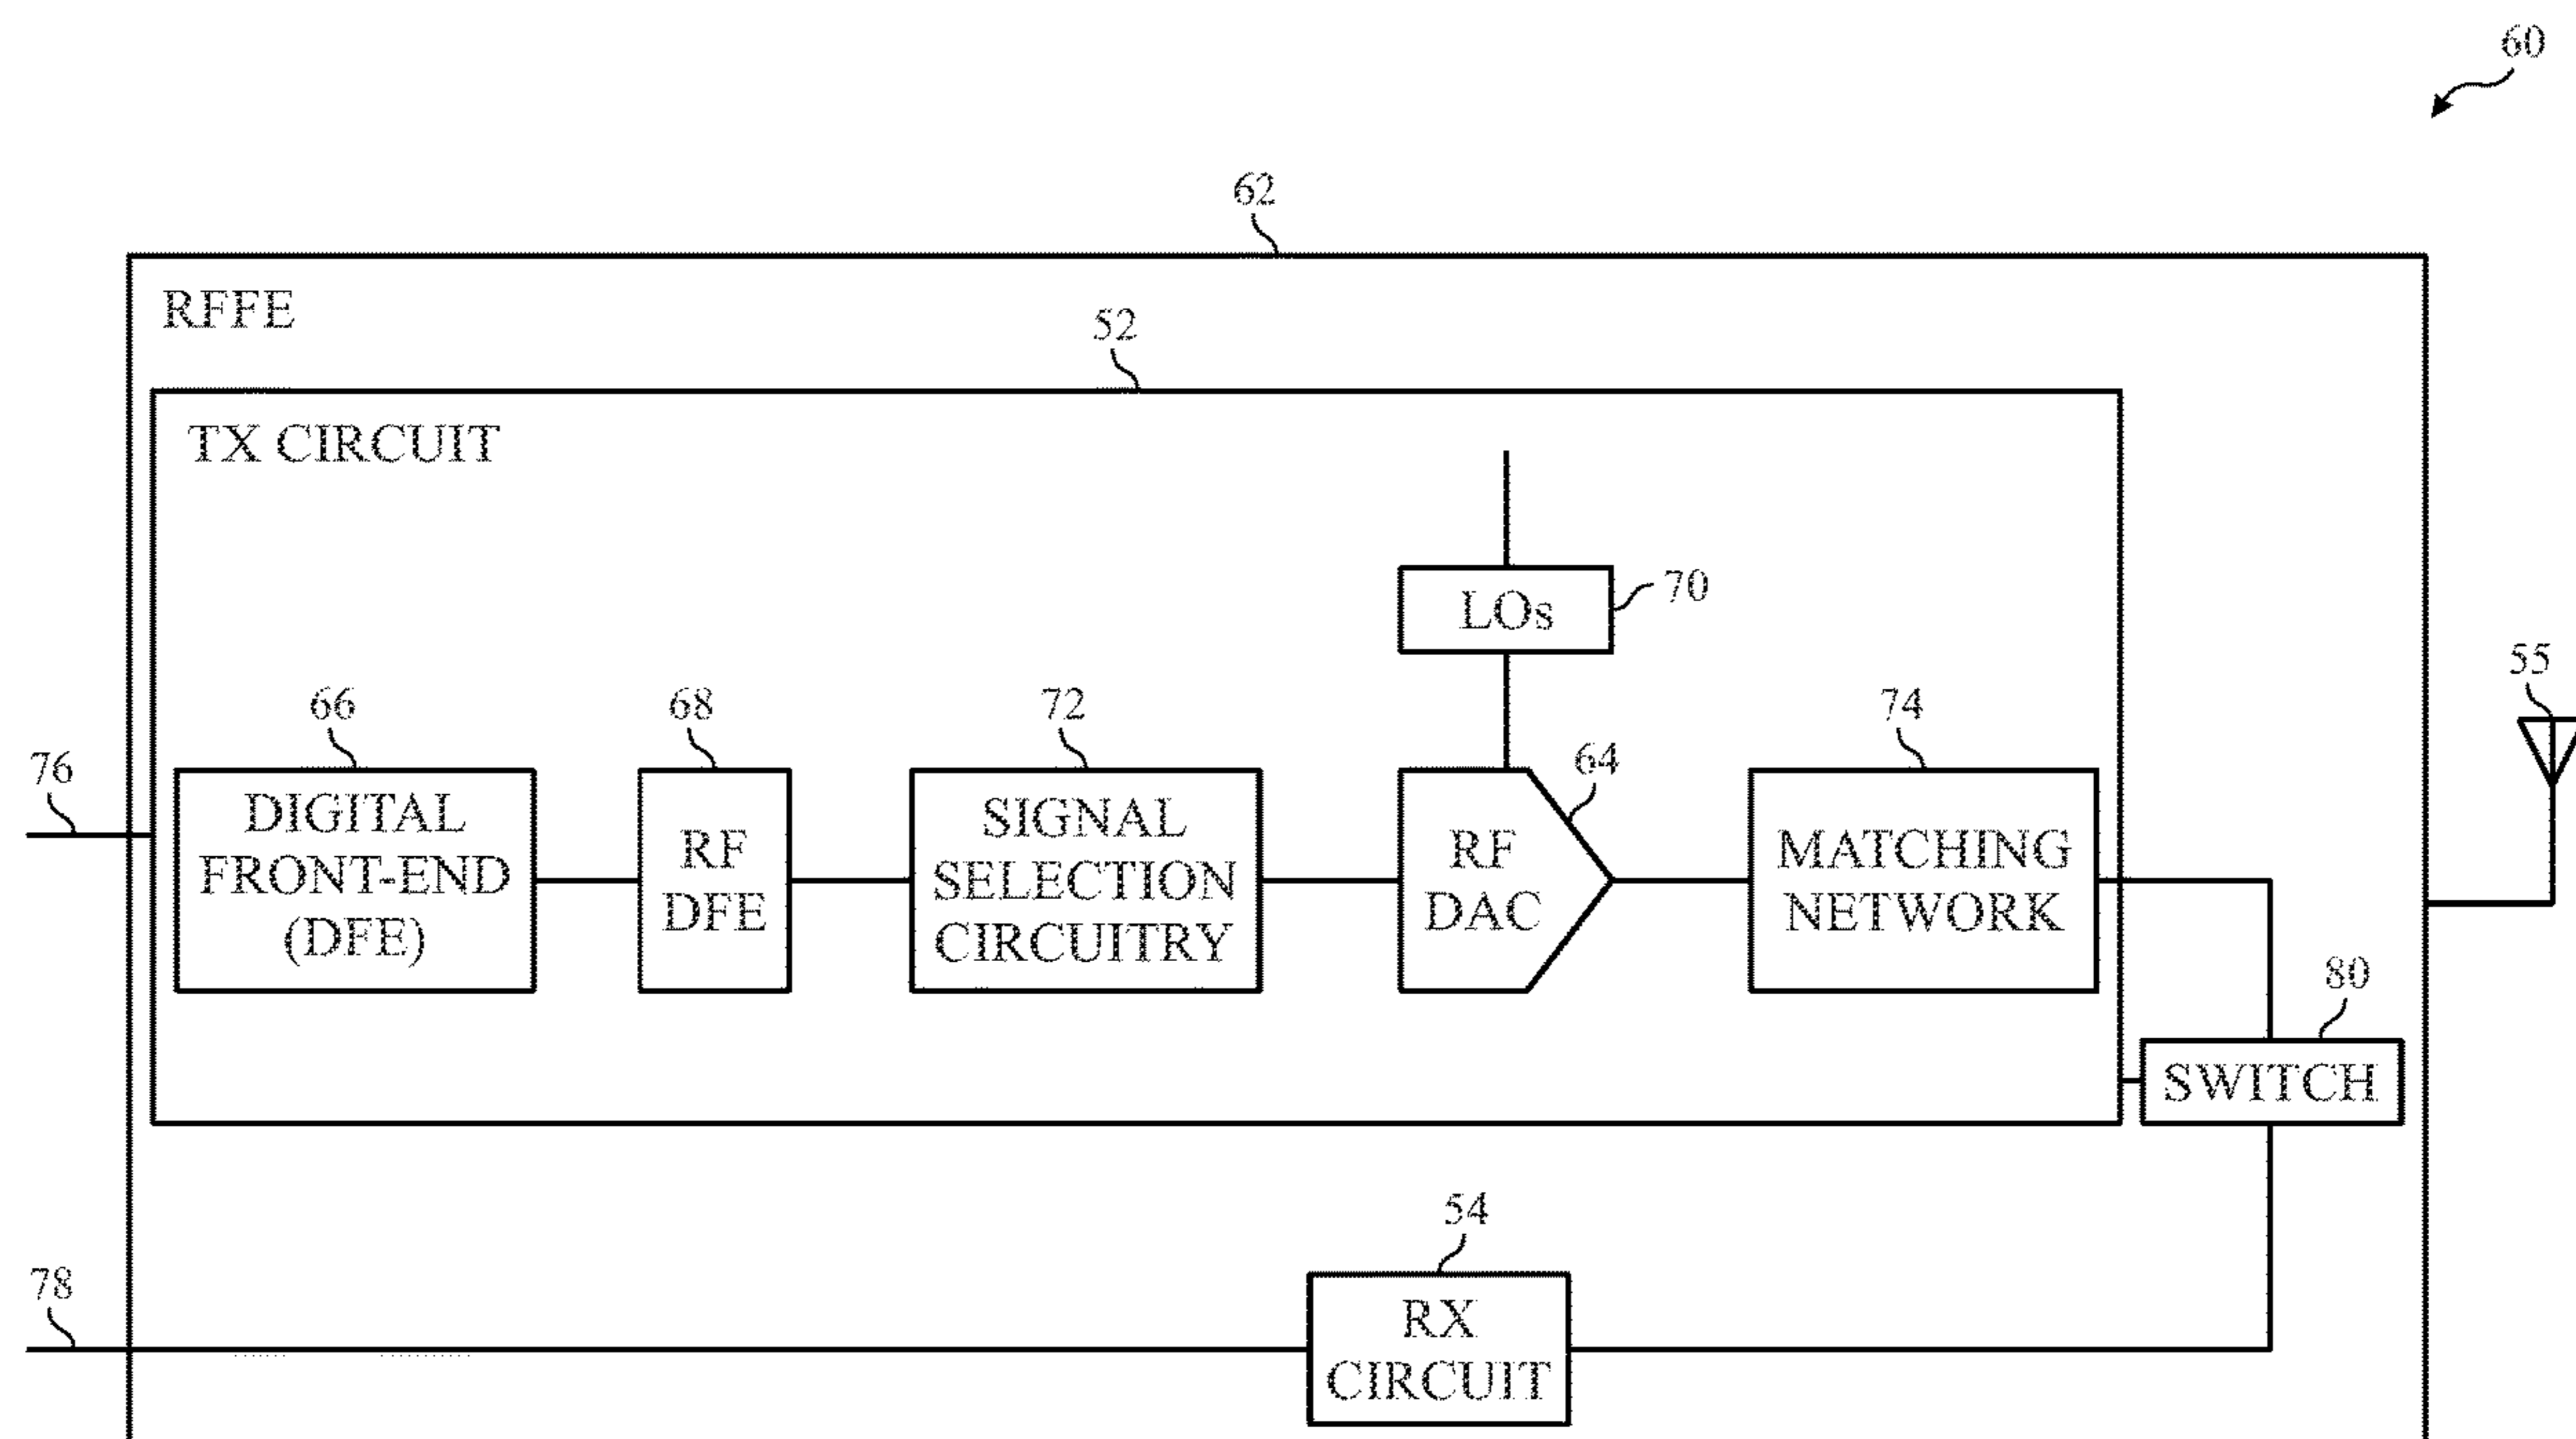 60
62
RFFE
52
TX CIRCUIT
LOs
70
55
66
68
72
74
76
64
DIGITAL
FRONT-END
(DFE)
RF
DFE
SIGNAL
SELECTION
CIRCUITRY
RF
DAC
MATCHING
NETWORK
80
SWITCH
54
78
RX
CIRCUIT